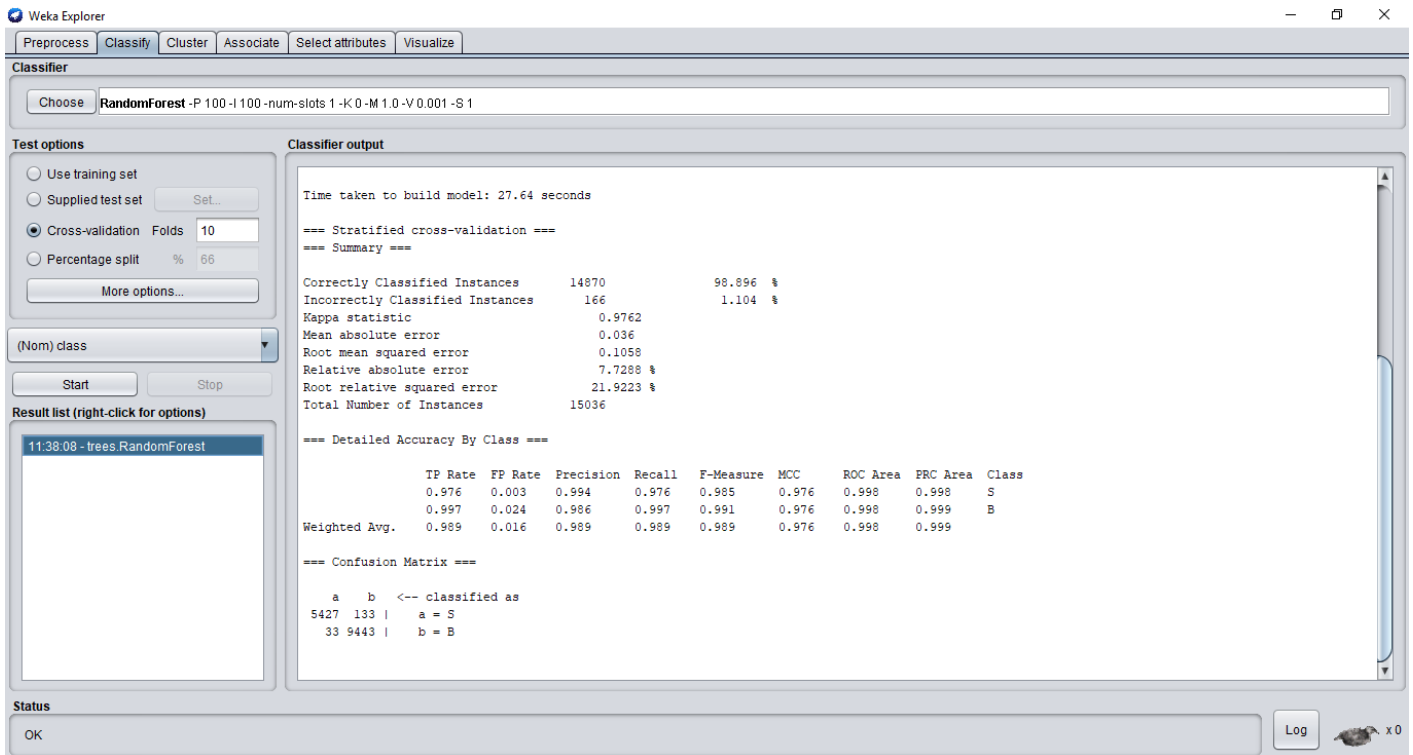 Weka Explorer
Preprocess Classify Cluster Associate Select attributes Visualize
Classifier
Choose RandomForest -P 100 -I 100 -num-slots 1 -K 0 -M 1.0 -V 0.001 -S 1
Test options
Use training set
Supplied test set Set...
Cross-validation Folds 10
Percentage split % 66
More options...
(Nom) class
Start Stop
Result list (right-click for options)
11:38:08 - trees.RandomForest
Classifier output
Time taken to build model: 27.64 seconds
=== Stratified cross-validation ===
=== Summary ===
Correctly Classified Instances 14870 98.896 %
Incorrectly Classified Instances 166 1.104 %
Kappa statistic 0.9762
Mean absolute error 0.036
Root mean squared error 0.1058
Relative absolute error 7.7288 %
Root relative squared error 21.9223 %
Total Number of Instances 15036
=== Detailed Accuracy By Class ===
TP Rate FP Rate Precision Recall F-Measure MCC ROC Area PRC Area Class
0.976 0.003 0.994 0.976 0.985 0.976 0.998 0.998 S
0.997 0.024 0.986 0.997 0.991 0.976 0.998 0.999 B
Weighted Avg. 0.989 0.016 0.989 0.989 0.989 0.976 0.998 0.999
=== Confusion Matrix ===
a b <-- classified as
5427 133 | a = S
33 9443 | b = B
Status
OK
Log x 0